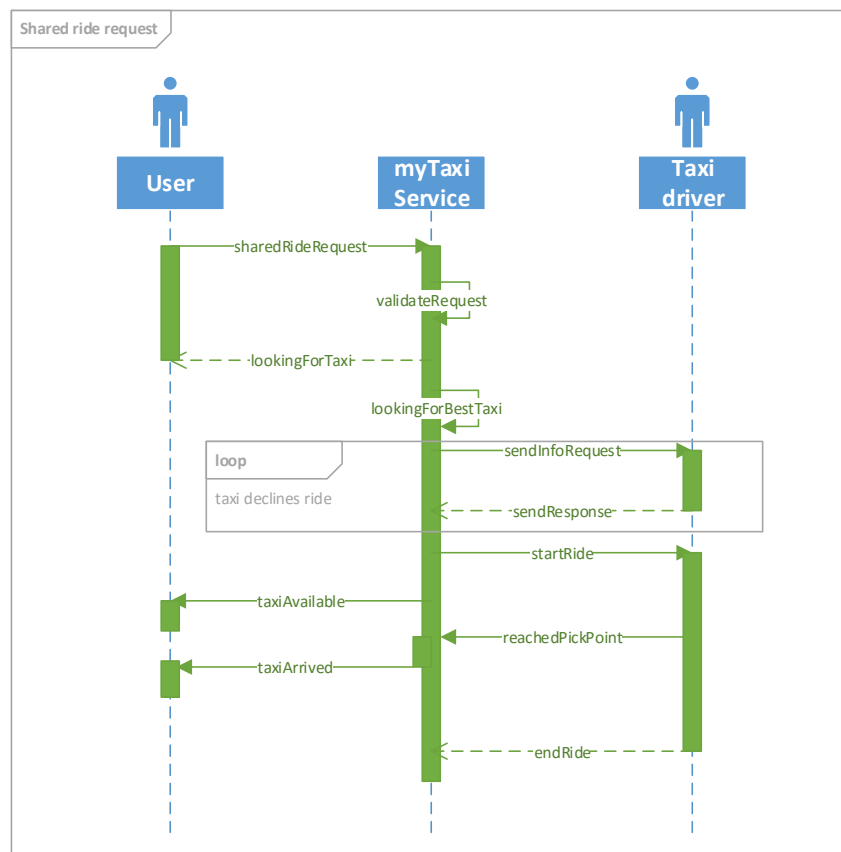 Shared ride request
User
myTaxi
Service
Taxi
driver
sharedRideRequest
validateRequest
lookingForTaxi
lookingForBestTaxi
loop
sendInfoRequest
taxi declines ride
sendResponse
startRide
taxiAvailable
reachedPickPoint
taxiArrived
endRide